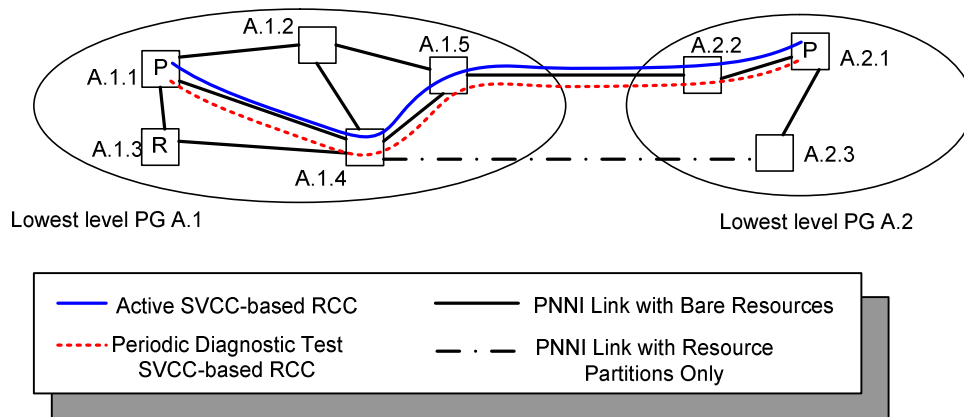 A.1.2
A.1.5
A.2.2
P
A.2.1
P
A.1.1
R
A.1.3
A.1.4
A.2.3
Lowest level PG A.1
Lowest level PG A.2
Active SVCC-based RCC
PNNI Link with Bare Resources
Periodic Diagnostic Test
SVCC-based RCC
PNNI Link with Resource
Partitions Only